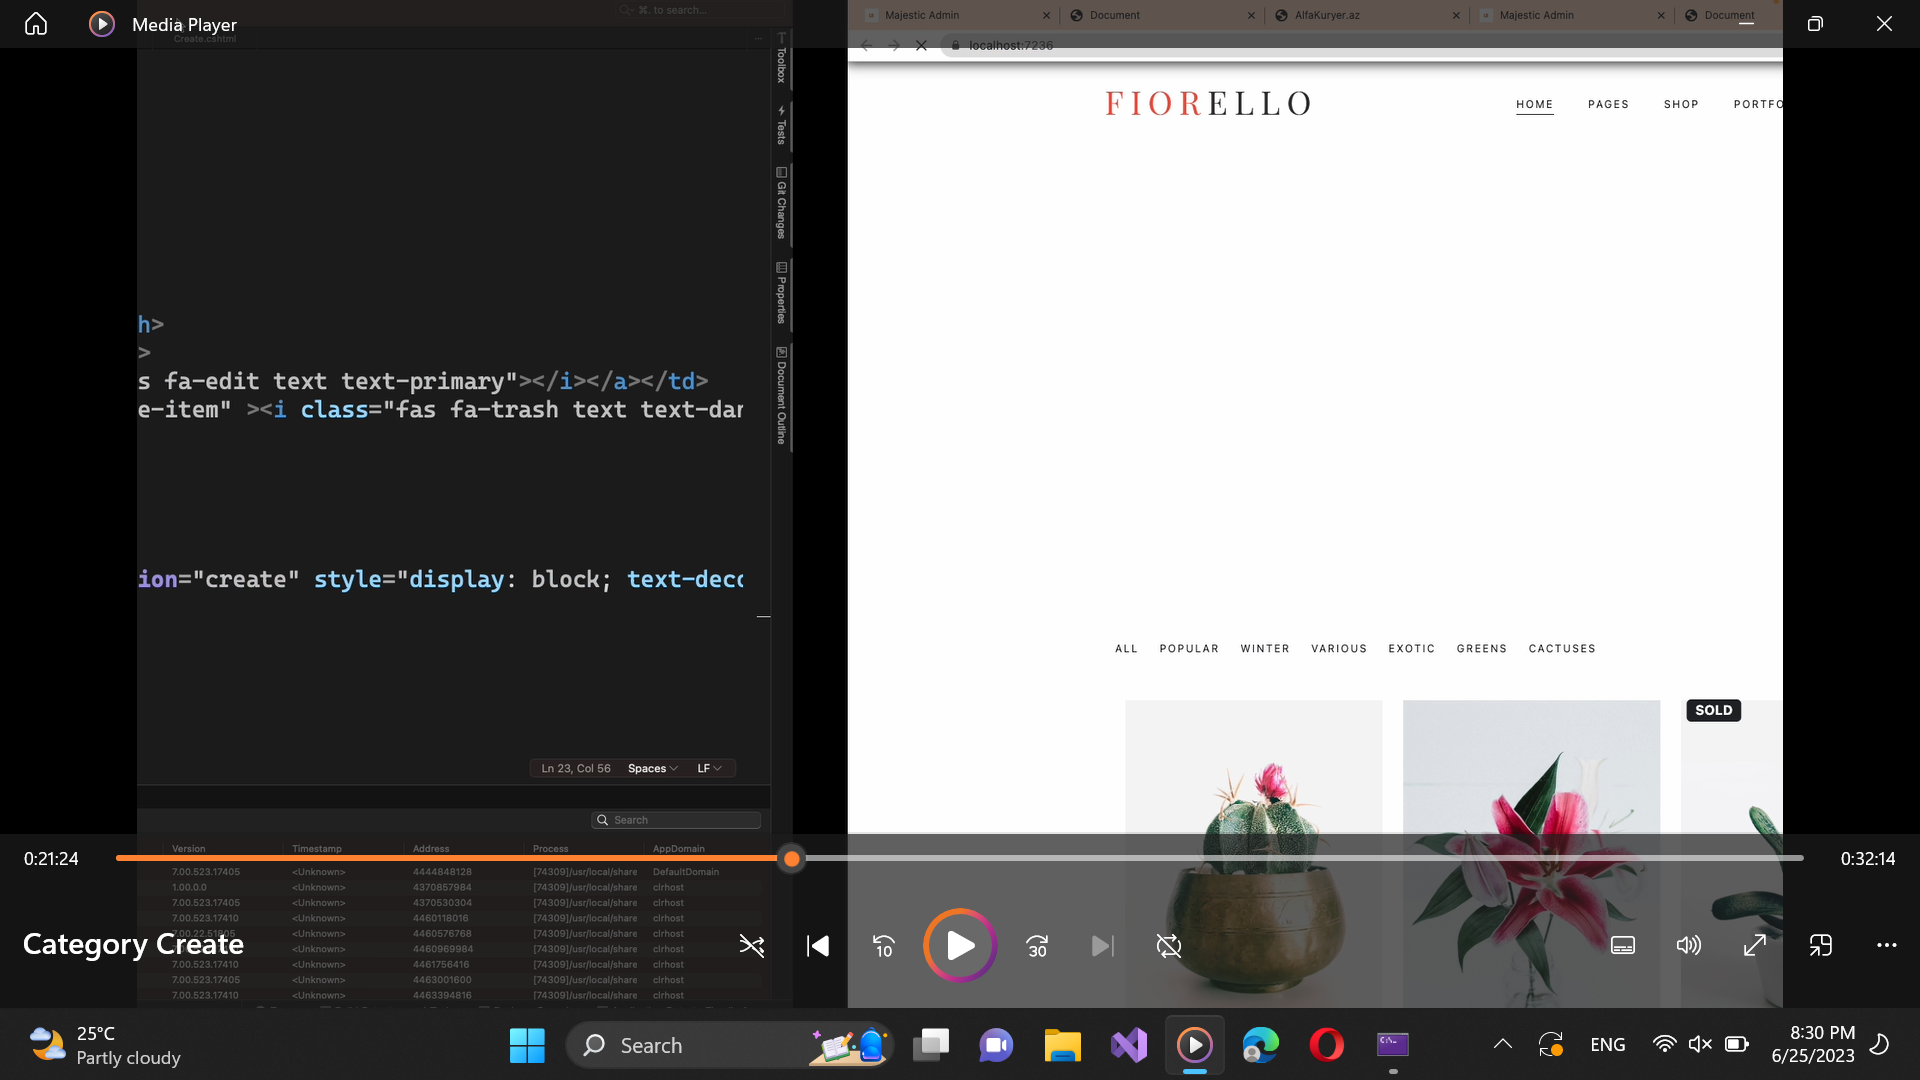 Media Player
⌘. to search...
Create.cshtml
Toolbox
Tests
Git Changes
Properties
Document Outline
h>
>
s fa-edit text text-primary"></i></a></td>
e-item" ><i class="fas fa-trash text text-dar
ion="create" style="display: block; text-deco
Ln 23, Col 56 Spaces LF
Search
Version Timestamp Address Process AppDomain
7.00.523.17405 <Unknown> 4444848128 [74309]/usr/local/share DefaultDomain
1.00.0.0 <Unknown> 4370857984 [74309]/usr/local/share clrhost
7.00.523.17405 <Unknown> 4370530304 [74309]/usr/local/share clrhost
7.00.523.17410 <Unknown> 4460118016 [74309]/usr/local/share clrhost
<Unknown> 4460576768 [74309]/usr/local/share clrhost
<Unknown> 4460969984 [74309]/usr/local/share clrhost
7.00.523.17410 <Unknown> 4461756416 [74309]/usr/local/share clrhost
7.00.523.17405 <Unknown> 4463001600 [74309]/usr/local/share clrhost
7.00.523.17410 <Unknown> 4463394816 [74309]/usr/local/share clrhost
Majestic Admin Document AlfaKuryer.az Majestic Admin Document
localhost:7236
FIORELLO
HOME PAGES SHOP PORTFO
ALL POPULAR WINTER VARIOUS EXOTIC GREENS CACTUSES
SOLD
0:21:24 0:32:14
Category Create
10 30
25°C
Partly cloudy
Search
ENG
8:30 PM
6/25/2023